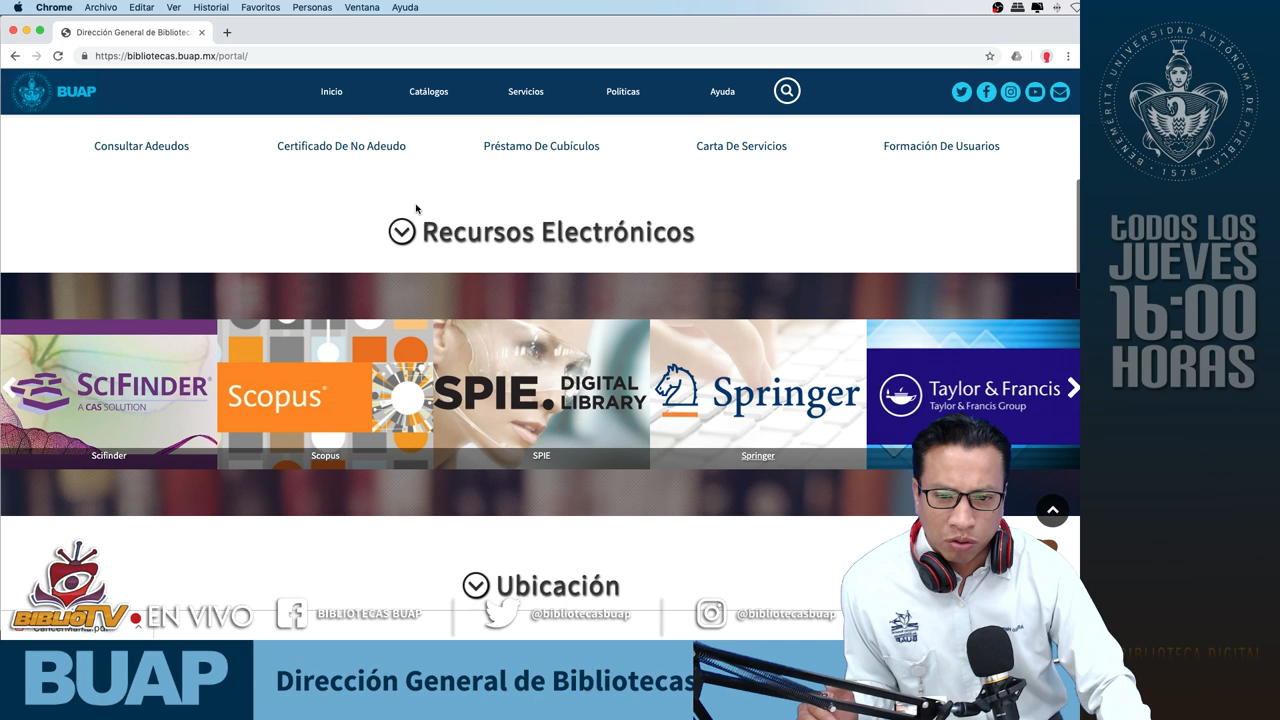 Chrome Archivo Editar Ver Historial Favoritos Personas Ventana Ayuda
Dirección General de Bibliotec
https://bibliotecas.buap.mx/portal/
BUAP
Inicio Catálogos Servicios Políticas Ayuda
Consultar Adeudos Certificado De No Adeudo Préstamo De Cubículos Carta De Servicios Formación De Usuarios
Recursos Electrónicos
SCIFINDER®
A CAS SOLUTION
Scopus®
SPIE. DIGITAL LIBRARY
Springer
Taylor & Francis
Taylor & Francis Group
Scifinder Scopus SPIE Springer
Ubicación
BIBLIOTV EN VIVO BIBLIOTECAS BUAP @bibliotecasbuap @bibliotecasbuap
BUAP Dirección General de Bibliotecas
BENEMÉRITA UNIVERSIDAD AUTÓNOMA DE PUEBLA
1578
TODOS LOS
JUEVES
16:00
HORAS
BIBLIOTECA DIGITAL